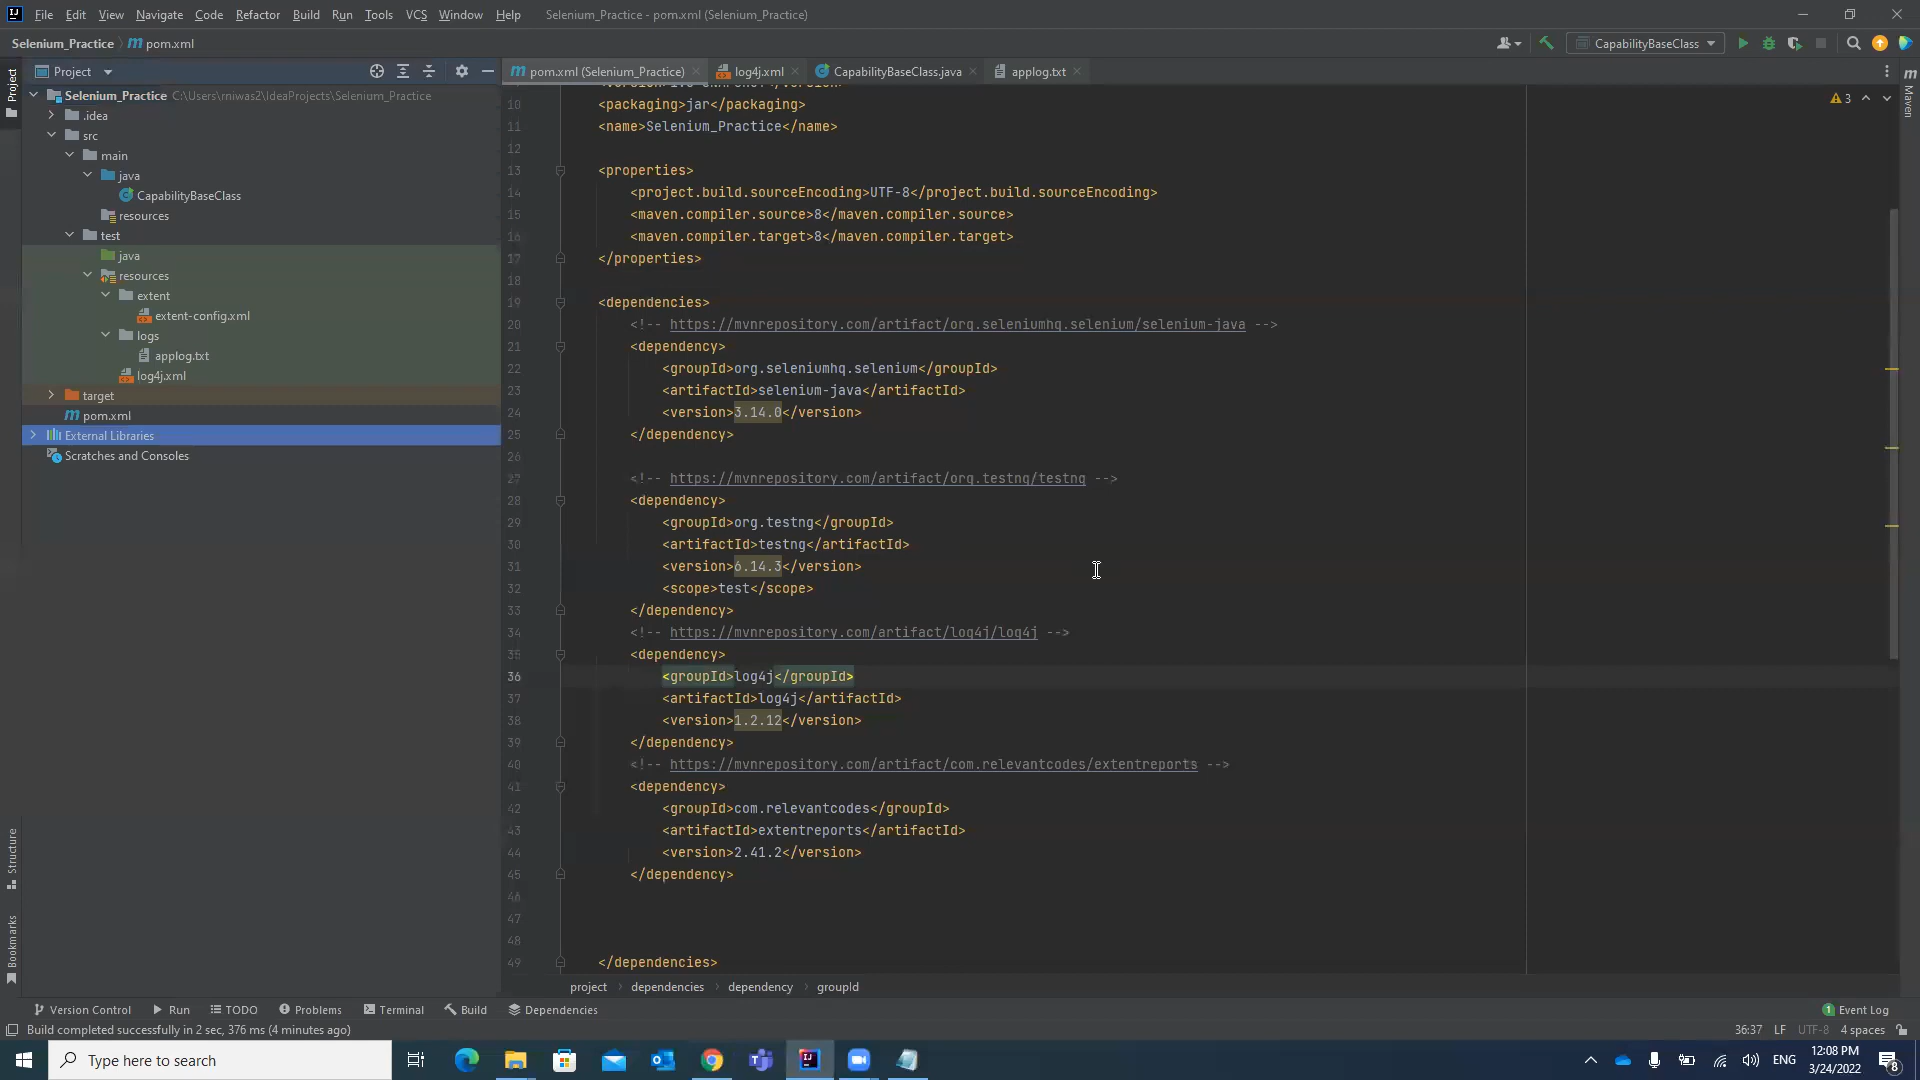 File Edit View Navigate Code Refactor Build Run Tools VCS Window Help Selenium_Practice - pom.xml (Selenium_Practice)
Selenium_Practice pom.xml CapabilityBaseClass
Project pom.xml (Selenium_Practice) log4j.xml CapabilityBaseClass.java applog.txt
Project
Maven
Selenium_Practice C:\Users\rniwas2\IdeaProjects\Selenium_Practice
.idea
src
main
java
CapabilityBaseClass
resources
test
java
resources
extent
extent-config.xml
logs
applog.txt
log4j.xml
target
pom.xml
External Libraries
Scratches and Consoles
3
10 <packaging>jar</packaging>
11 <name>Selenium_Practice</name>
12
13 <properties>
14 <project.build.sourceEncoding>UTF-8</project.build.sourceEncoding>
15 <maven.compiler.source>8</maven.compiler.source>
16 <maven.compiler.target>8</maven.compiler.target>
17 </properties>
18
19 <dependencies>
20 <!-- https://mvnrepository.com/artifact/org.seleniumhq.selenium/selenium-java -->
21 <dependency>
22 <groupId>org.seleniumhq.selenium</groupId>
23 <artifactId>selenium-java</artifactId>
24 <version>3.14.0</version>
25 </dependency>
26
27 <!-- https://mvnrepository.com/artifact/org.testng/testng -->
28 <dependency>
29 <groupId>org.testng</groupId>
30 <artifactId>testng</artifactId>
31 <version>6.14.3</version>
32 <scope>test</scope>
33 </dependency>
34 <!-- https://mvnrepository.com/artifact/log4j/log4j -->
35 <dependency>
36 <groupId>log4j</groupId>
37 <artifactId>log4j</artifactId>
38 <version>1.2.12</version>
39 </dependency>
40 <!-- https://mvnrepository.com/artifact/com.relevantcodes/extentreports -->
41 <dependency>
42 <groupId>com.relevantcodes</groupId>
43 <artifactId>extentreports</artifactId>
44 <version>2.41.2</version>
45 </dependency>
46
47
48
49 </dependencies>
Structure
Bookmarks
project dependencies dependency groupId
Version Control Run TODO Problems Terminal Build Dependencies 1 Event Log
Build completed successfully in 2 sec, 376 ms (4 minutes ago) 36:37 LF UTF-8 4 spaces
Type here to search ENG 12:08 PM
3/24/2022 8